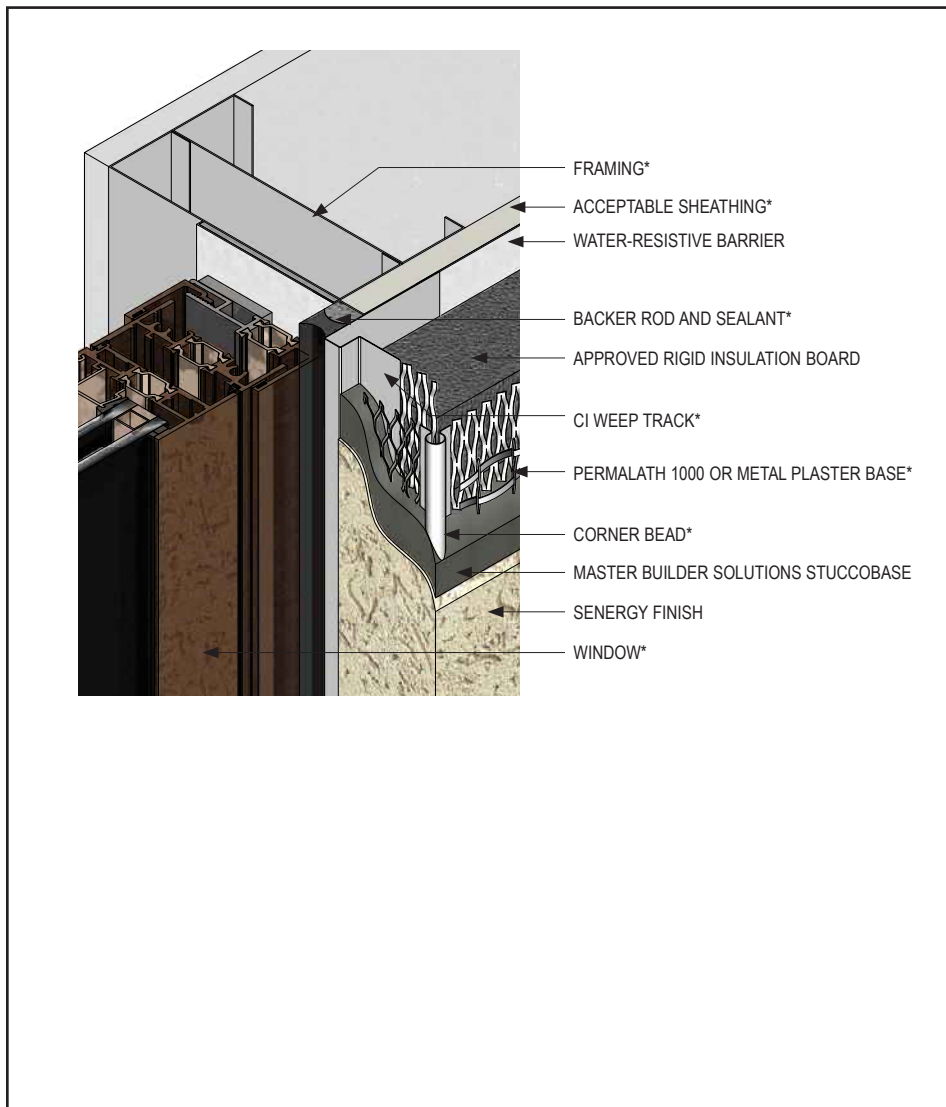 FRAMING*
ACCEPTABLE SHEATHING*
WATER-RESISTIVE BARRIER
BACKER ROD AND SEALANT*
APPROVED RIGID INSULATION BOARD
CI WEEP TRACK*
PERMALATH 1000 OR METAL PLASTER BASE*
CORNER BEAD*
MASTER BUILDER SOLUTIONS STUCCOBASE
SENERGY FINISH
WINDOW*